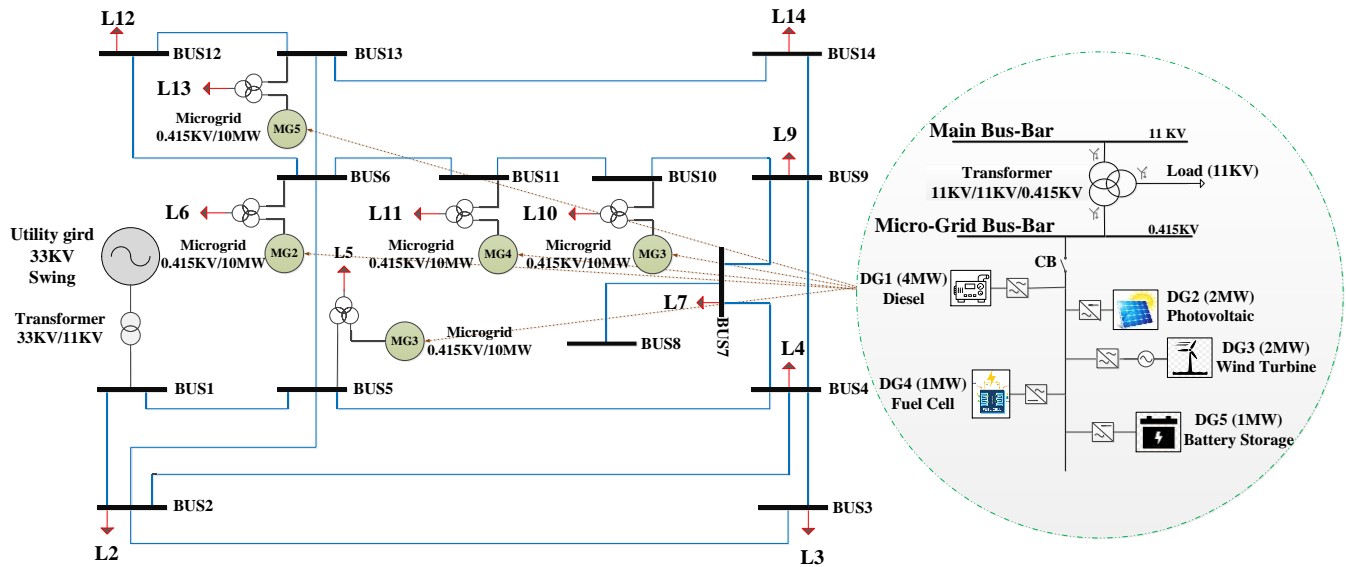 L12
BUS12
BUS13
L14
BUS14
L13
Microgrid
0.415KV/10MW
MG5
L9
BUS6
BUS11
BUS10
BUS9
L6
L11
L10
Utility gird
33KV
Swing
Microgrid
0.415KV/10MW
MG2
L5
Microgrid
0.415KV/10MW
MG4
Microgrid
0.415KV/10MW
MG3
L7
BUS7
Transformer
33KV/11KV
MG3
Microgrid
0.415KV/10MW
BUS8
L4
BUS1
BUS5
BUS4
BUS2
BUS3
L2
L3
Main Bus-Bar
11 KV
Transformer
11KV/11KV/0.415KV
Load (11KV)
Micro-Grid Bus-Bar
0.415KV
CB
DG1 (4MW)
Diesel
DG2 (2MW)
Photovoltaic
DG3 (2MW)
Wind Turbine
DG4 (1MW)
Fuel Cell
FUEL CELL
DG5 (1MW)
Battery Storage